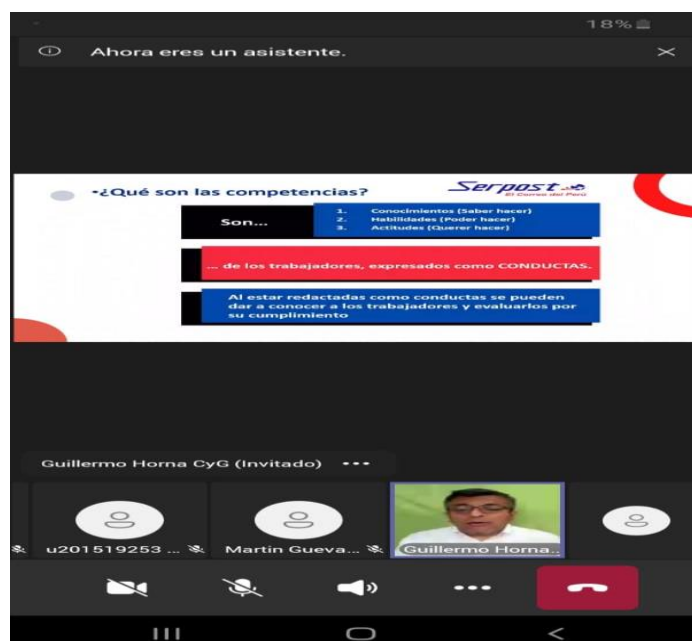 18%
Ahora eres un asistente.
•¿Qué son las competencias?
Serpost
El Correo del Perú
Son...
1. Conocimientos (Saber hacer)
2. Habilidades (Poder hacer)
3. Actitudes (Querer hacer)
... de los trabajadores, expresados como CONDUCTAS.
Al estar redactadas como conductas se pueden
dar a conocer a los trabajadores y evaluarlos por
su cumplimiento
Guillermo Horna CyG (Invitado) •••
u201519253 ...
Martin Gueva...
Guillermo Horna...